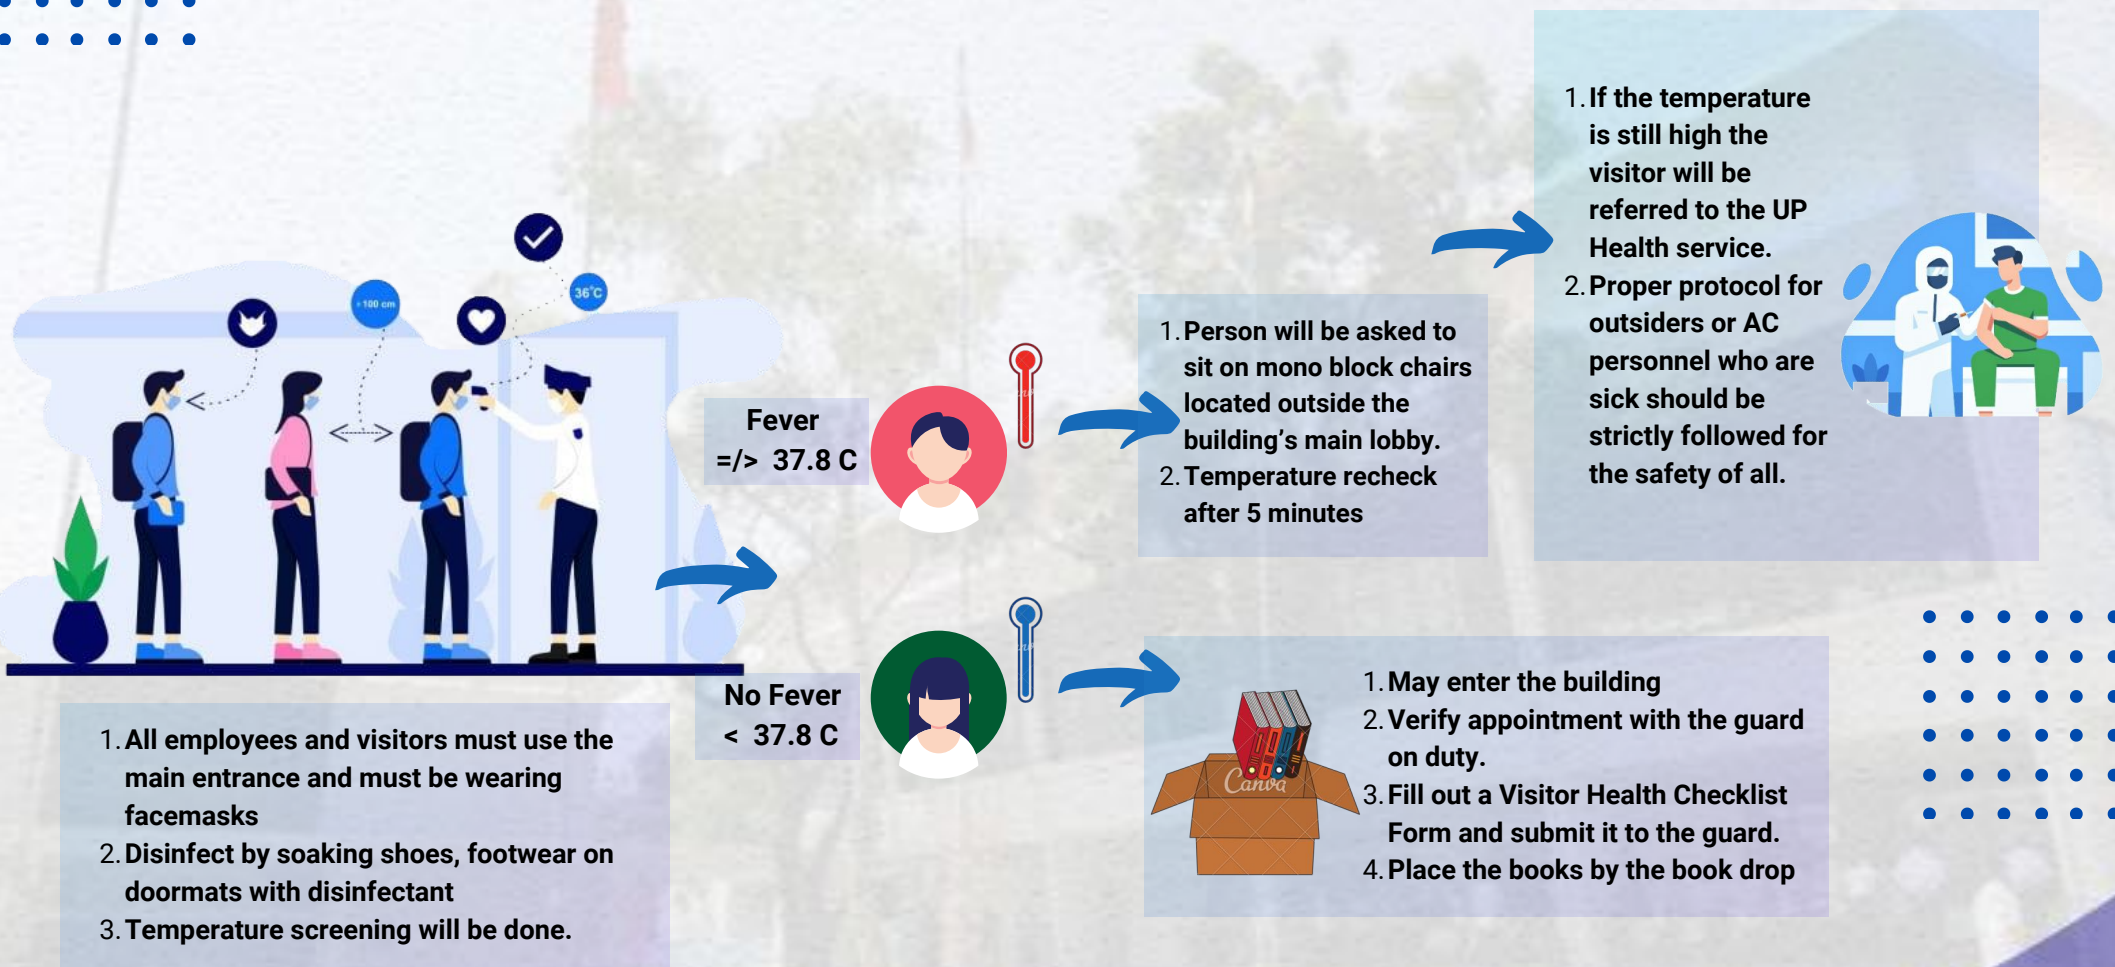 +100 cm
36°C
1. All employees and visitors must use the
main entrance and must be wearing
facemasks
2. Disinfect by soaking shoes, footwear on
doormats with disinfectant
3. Temperature screening will be done.
Fever
=/> 37.8 C
1. Person will be asked to
sit on mono block chairs
located outside the
building's main lobby.
2. Temperature recheck
after 5 minutes
1. If the temperature
is still high the
visitor will be
referred to the UP
Health service.
2. Proper protocol for
outsiders or AC
personnel who are
sick should be
strictly followed for
the safety of all.
No Fever
< 37.8 C
Canva
1. May enter the building
2. Verify appointment with the guard
on duty.
3. Fill out a Visitor Health Checklist
Form and submit it to the guard.
4. Place the books by the book drop